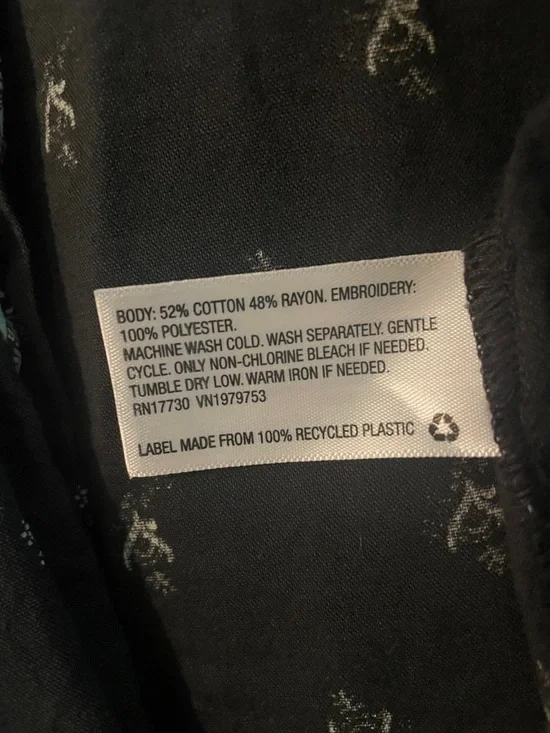 BODY: 52% COTTON 48% RAYON. EMBROIDERY:
100% POLYESTER.
MACHINE WASH COLD. WASH SEPARATELY. GENTLE
CYCLE. ONLY NON-CHLORINE BLEACH IF NEEDED.
TUMBLE DRY LOW. WARM IRON IF NEEDED.
RN17730 VN1979753
LABEL MADE FROM 100% RECYCLED PLASTIC